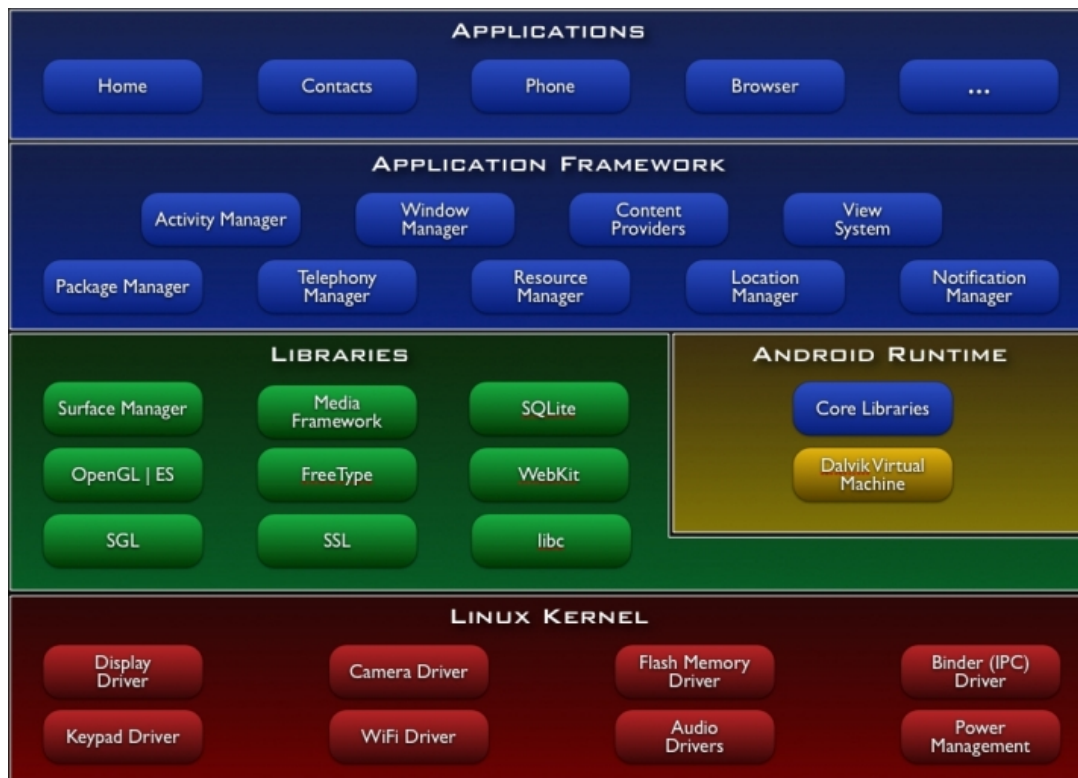 APPLICATIONS
Home
Contacts
Phone
Browser
...
APPLICATION FRAMEWORK
Activity Manager
Window
Manager
Content
Providers
View
System
Package Manager
Telephony
Manager
Resource
Manager
Location
Manager
Notification
Manager
LIBRARIES
Surface Manager
Media
Framework
SQLite
OpenGL | ES
FreeType
WebKit
SGL
SSL
libc
ANDROID RUNTIME
Core Libraries
Dalvik Virtual
Machine
LINUX KERNEL
Display
Driver
Camera Driver
Flash Memory
Driver
Binder (IPC)
Driver
Keypad Driver
WiFi Driver
Audio
Drivers
Power
Management